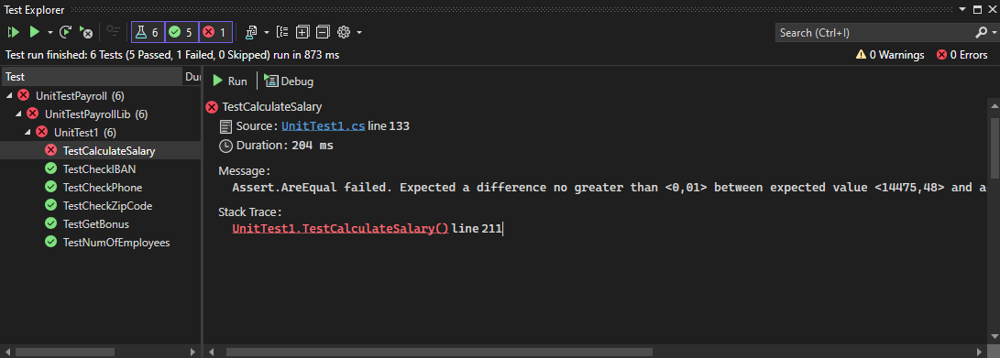 Test Explorer
6 5 1
Search (Ctrl+I)
Test run finished: 6 Tests (5 Passed, 1 Failed, 0 Skipped) run in 873 ms
0 Warnings 0 Errors
Test Dur
UnitTestPayroll (6)
UnitTestPayrollLib (6)
UnitTest1 (6)
TestCalculateSalary
TestCheckIBAN
TestCheckPhone
TestCheckZipCode
TestGetBonus
TestNumOfEmployees
Run Debug
TestCalculateSalary
Source: UnitTest1.cs line 133
Duration: 204 ms
Message:
Assert.AreEqual failed. Expected a difference no greater than <0,01> between expected value <14475,48> and a
Stack Trace:
UnitTest1.TestCalculateSalary() line 211